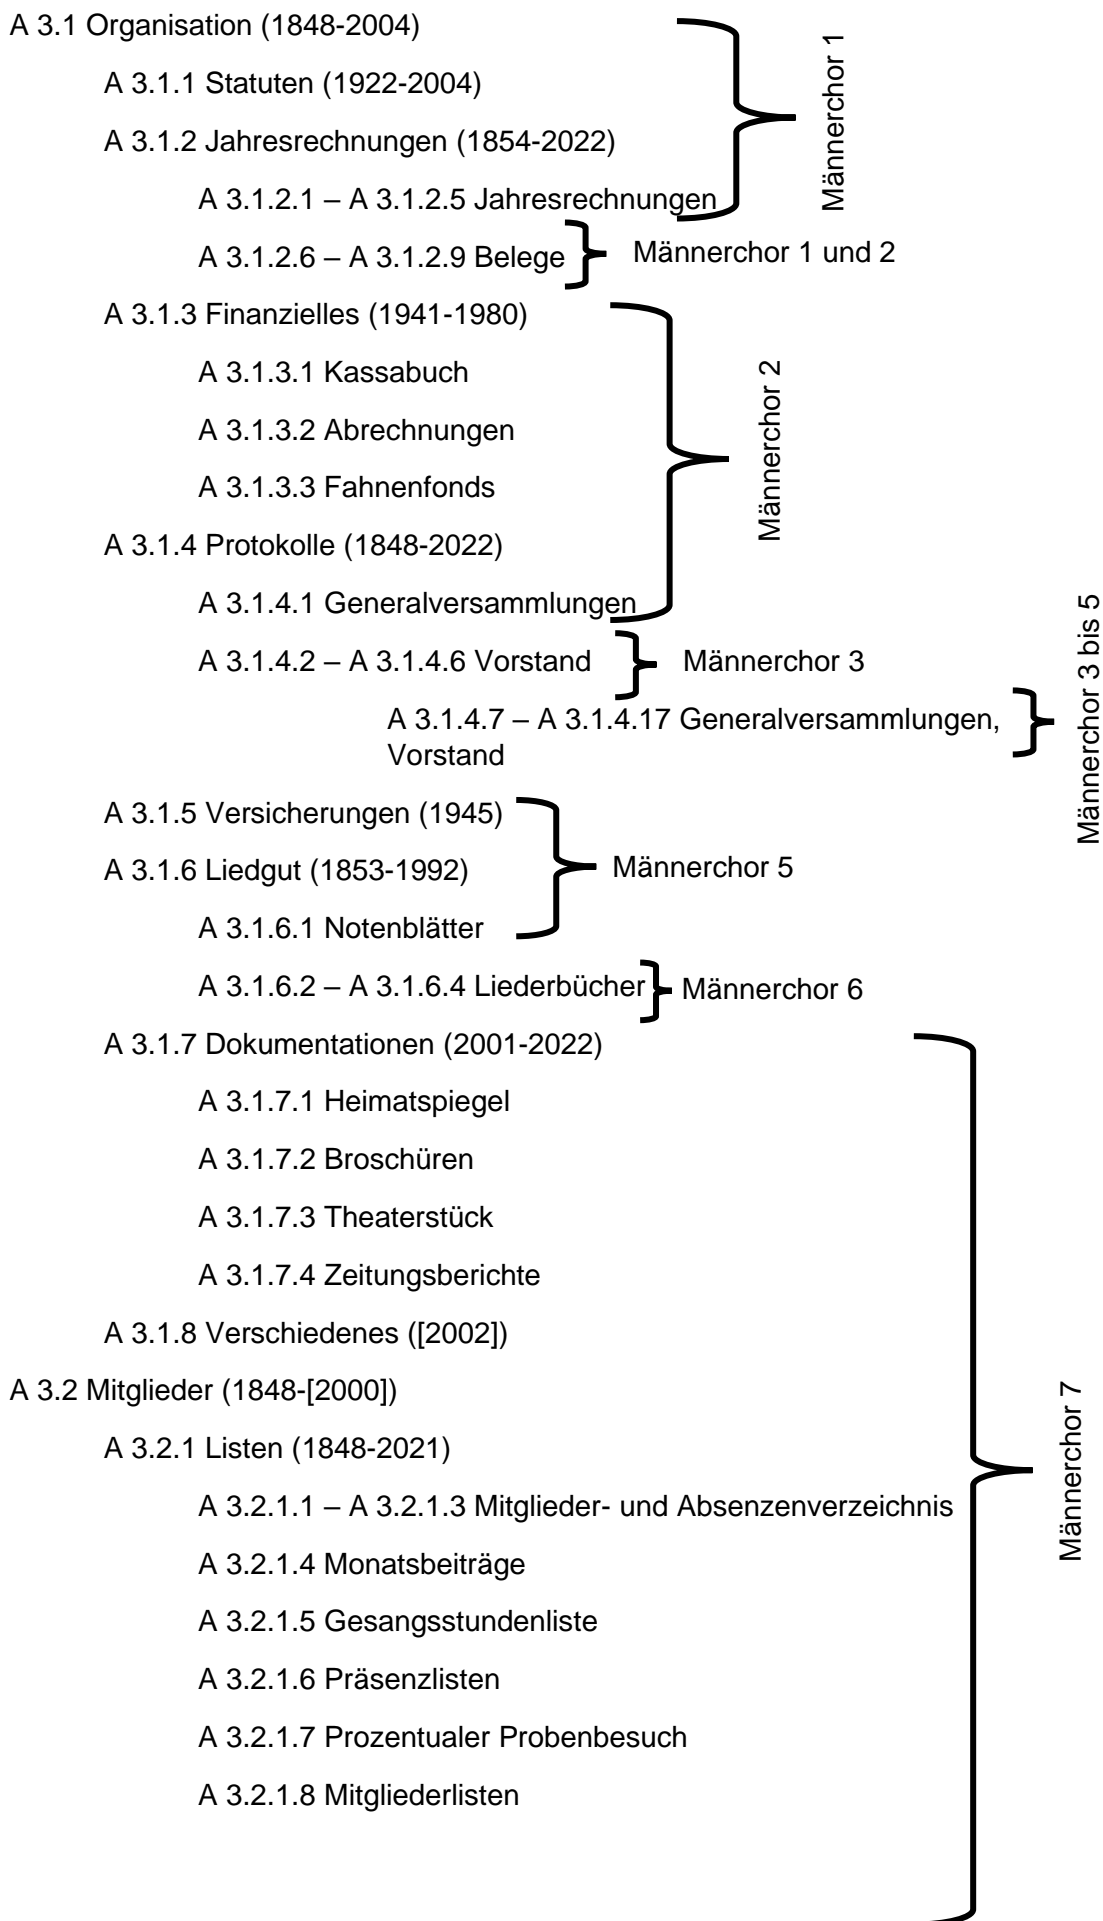 A 3.1 Organisation (1848-2004)
A 3.1.1 Statuten (1922-2004)
A 3.1.2 Jahresrechnungen (1854-2022)
A 3.1.2.1 – A 3.1.2.5 Jahresrechnungen
Männerchor 1
A 3.1.2.6 – A 3.1.2.9 Belege
Männerchor 1 und 2
A 3.1.3 Finanzielles (1941-1980)
A 3.1.3.1 Kassabuch
A 3.1.3.2 Abrechnungen
A 3.1.3.3 Fahnenfonds
A 3.1.4 Protokolle (1848-2022)
A 3.1.4.1 Generalversammlungen
Männerchor 2
A 3.1.4.2 – A 3.1.4.6 Vorstand
Männerchor 3
A 3.1.4.7 – A 3.1.4.17 Generalversammlungen,
Vorstand
Männerchor 3 bis 5
A 3.1.5 Versicherungen (1945)
A 3.1.6 Liedgut (1853-1992)
A 3.1.6.1 Notenblätter
Männerchor 5
A 3.1.6.2 – A 3.1.6.4 Liederbücher
Männerchor 6
A 3.1.7 Dokumentationen (2001-2022)
A 3.1.7.1 Heimatspiegel
A 3.1.7.2 Broschüren
A 3.1.7.3 Theaterstück
A 3.1.7.4 Zeitungsberichte
A 3.1.8 Verschiedenes ([2002])
A 3.2 Mitglieder (1848-[2000])
A 3.2.1 Listen (1848-2021)
A 3.2.1.1 – A 3.2.1.3 Mitglieder- und Absenzenverzeichnis
A 3.2.1.4 Monatsbeiträge
A 3.2.1.5 Gesangsstundenliste
A 3.2.1.6 Präsenzlisten
A 3.2.1.7 Prozentualer Probenbesuch
A 3.2.1.8 Mitgliederlisten
Männerchor 7